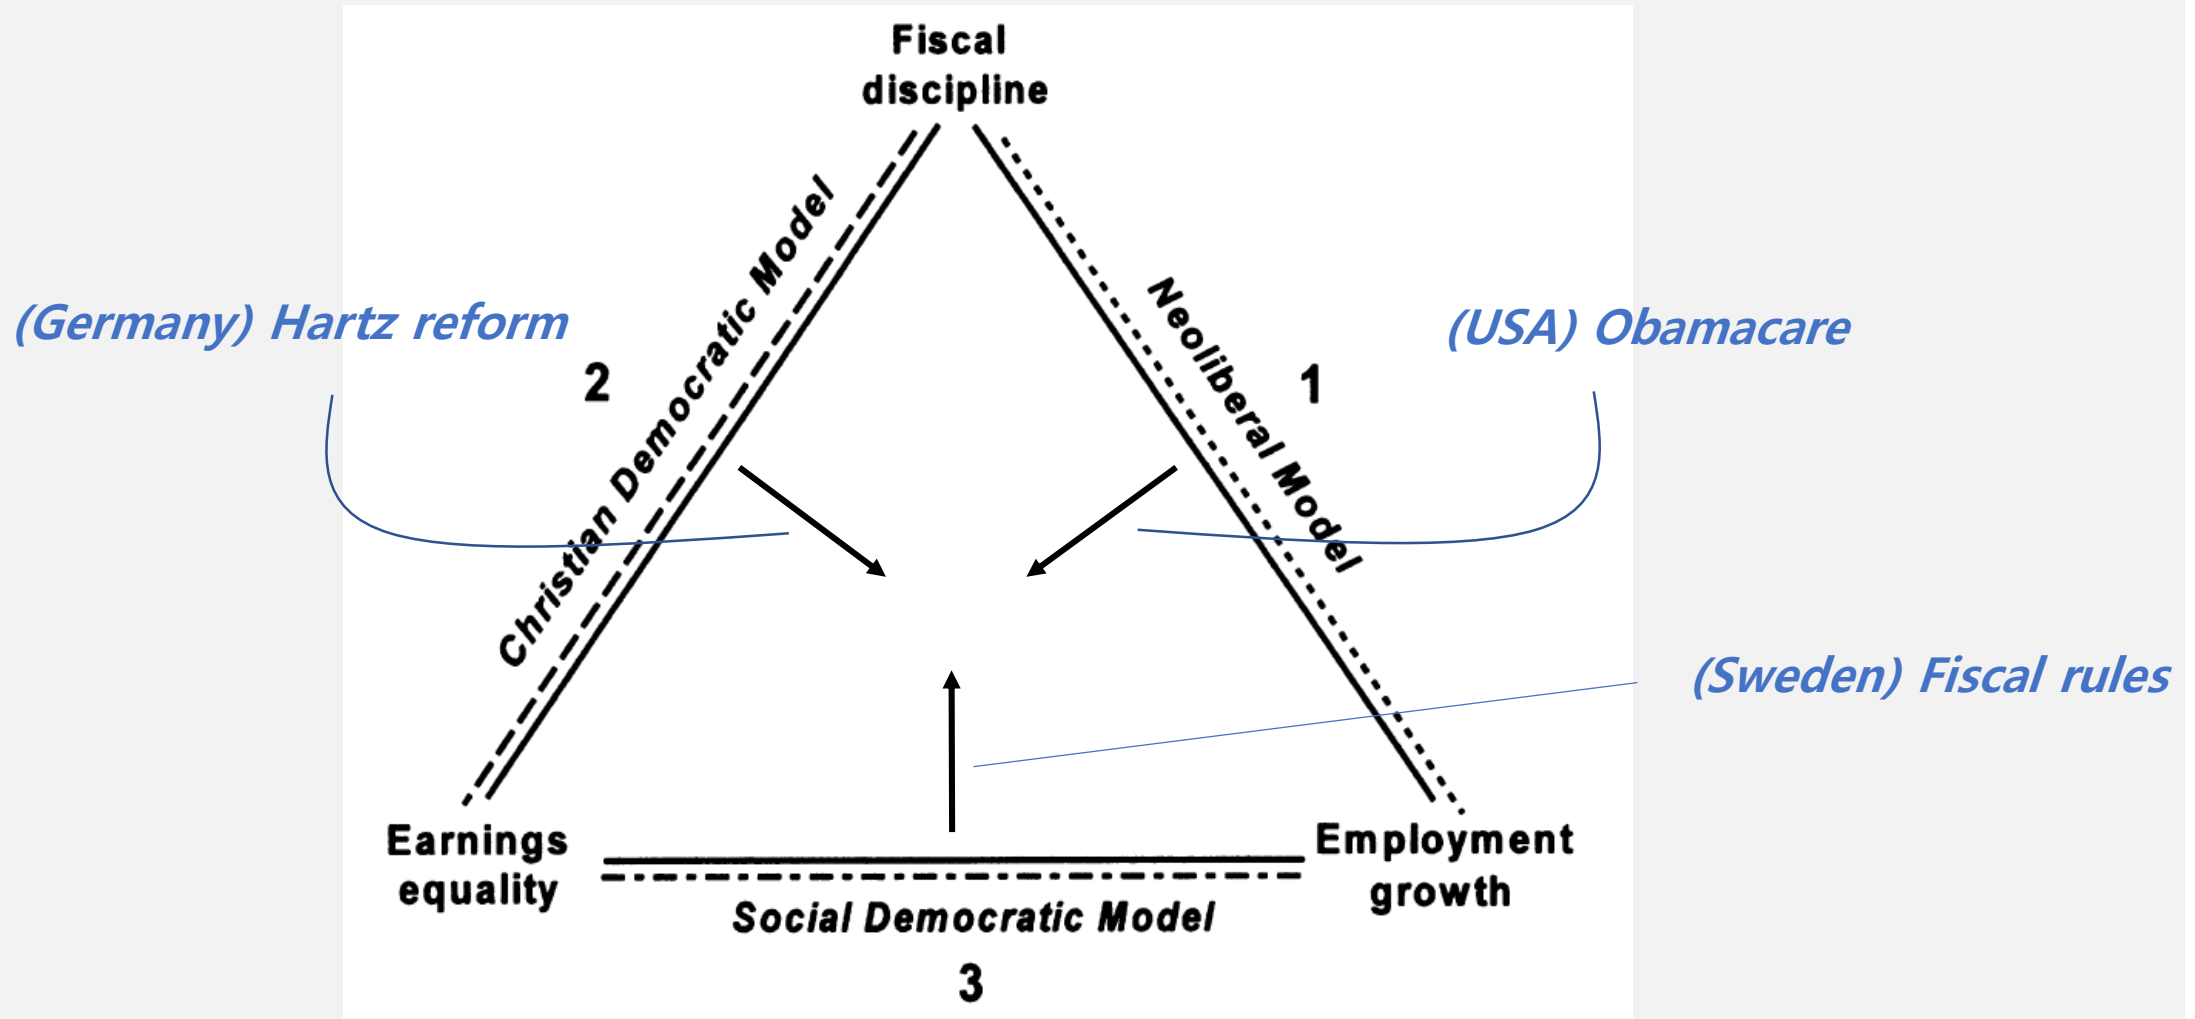 Fiscal
discipline
Christian Democratic Model
Neoliberal Model
(Germany) Hartz reform
(USA) Obamacare
2
1
(Sweden) Fiscal rules
Earnings
equality
Employment
growth
Social Democratic Model
3